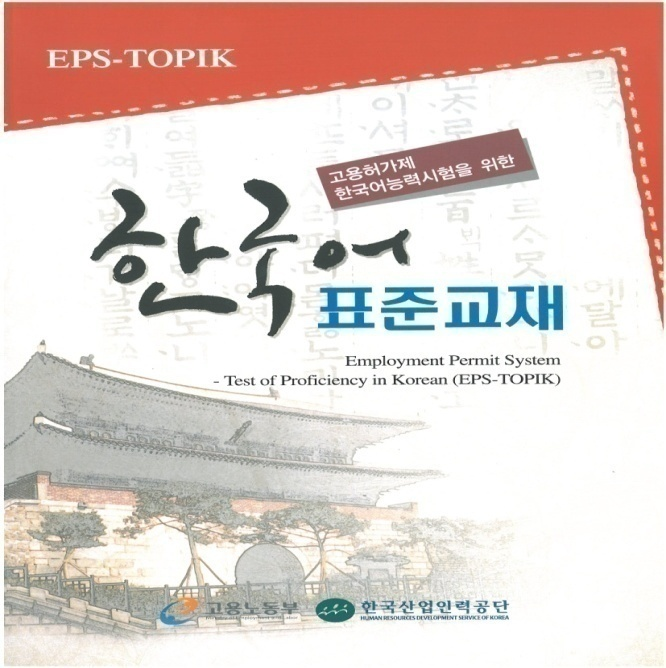 EPS-TOPIK
고용허가제
한국어능력시험을 위한
한국어
표준교재
Employment Permit System
- Test of Proficiency in Korean (EPS-TOPIK)
고용노동부
한국산업인력공단
HUMAN RESOURCES DEVELOPMENT SERVICE OF KOREA